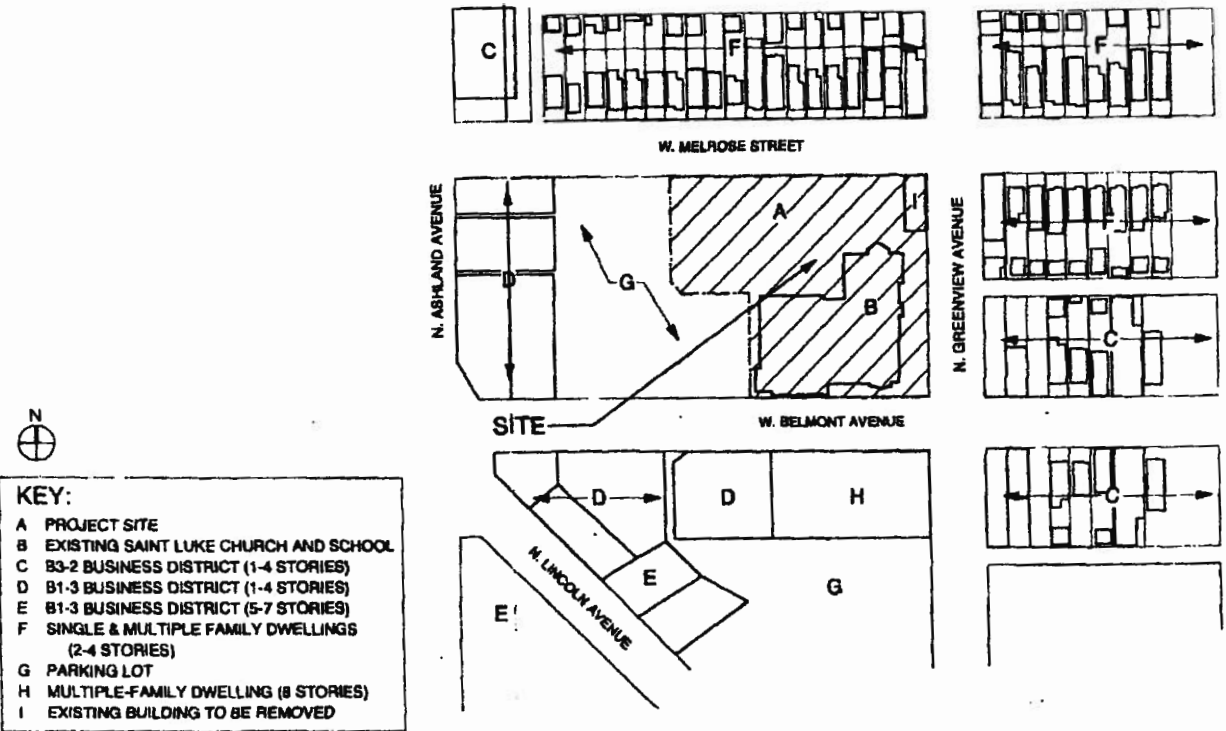 C
F
F
W. MELROSE STREET
N. ASHLAND AVENUE
A
I
N. GREENVIEW AVENUE
F
D
G
B
C
SITE
W. BELMONT AVENUE
N
D
D
H
C
N. LINCOLN AVENUE
E
G
E
KEY:
A PROJECT SITE
B EXISTING SAINT LUKE CHURCH AND SCHOOL
C B3-2 BUSINESS DISTRICT (1-4 STORIES)
D B1-3 BUSINESS DISTRICT (1-4 STORIES)
E B1-3 BUSINESS DISTRICT (5-7 STORIES)
F SINGLE & MULTIPLE FAMILY DWELLINGS
(2-4 STORIES)
G PARKING LOT
H MULTIPLE-FAMILY DWELLING (8 STORIES)
I EXISTING BUILDING TO BE REMOVED